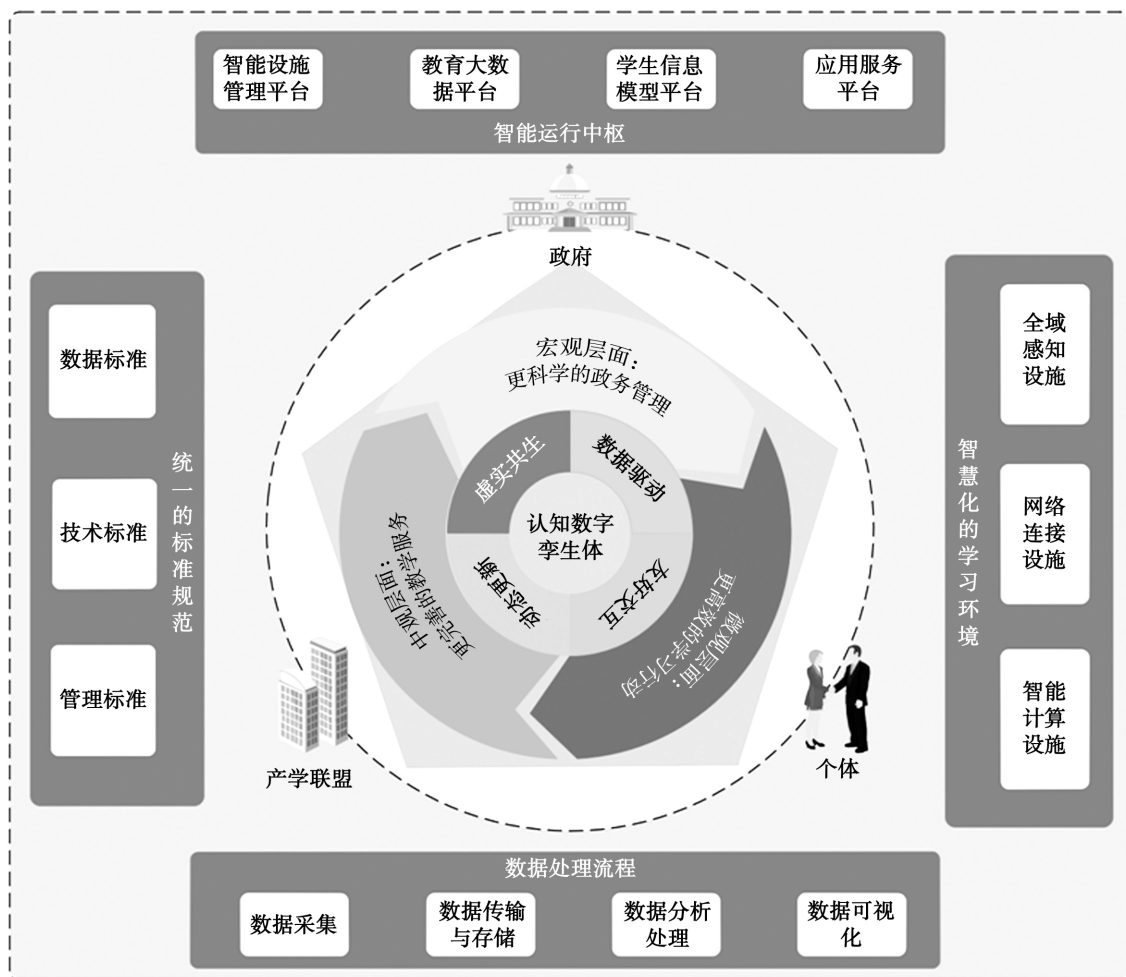 智能设施
管理平台
教育大数
据平台
学生信息
模型平台
应用服务
平台
智能运行中枢
政府
数据标准
技术标准
管理标准
统一的标准规范
宏观层面：
更科学的政务管理
中观层面：
更完善的教学服务
微观层面：
更高效的学习行动
虚实共生
数据驱动
动态更新
友好交互
认知数字
孪生体
产学联盟
个体
智慧化的学习环境
全域
感知
设施
网络
连接
设施
智能
计算
设施
数据处理流程
数据采集
数据传输
与存储
数据分析
处理
数据可视
化